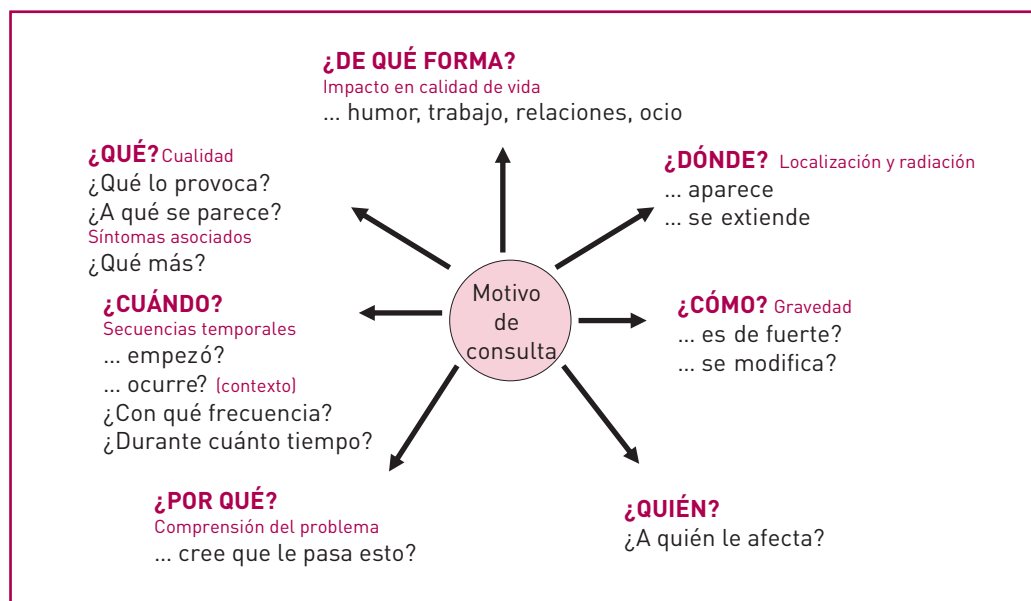 ¿DE QUÉ FORMA?
Impacto en calidad de vida
... humor, trabajo, relaciones, ocio
¿QUÉ? Cualidad
¿Qué lo provoca?
¿A qué se parece?
Síntomas asociados
¿Qué más?
¿DÓNDE? Localización y radiación
... aparece
... se extiende
Motivo
de
consulta
¿CUÁNDO?
Secuencias temporales
... empezó?
... ocurre? (contexto)
¿Con qué frecuencia?
¿Durante cuánto tiempo?
¿CÓMO? Gravedad
... es de fuerte?
... se modifica?
¿POR QUÉ?
Comprensión del problema
... cree que le pasa esto?
¿QUIÉN?
¿A quién le afecta?